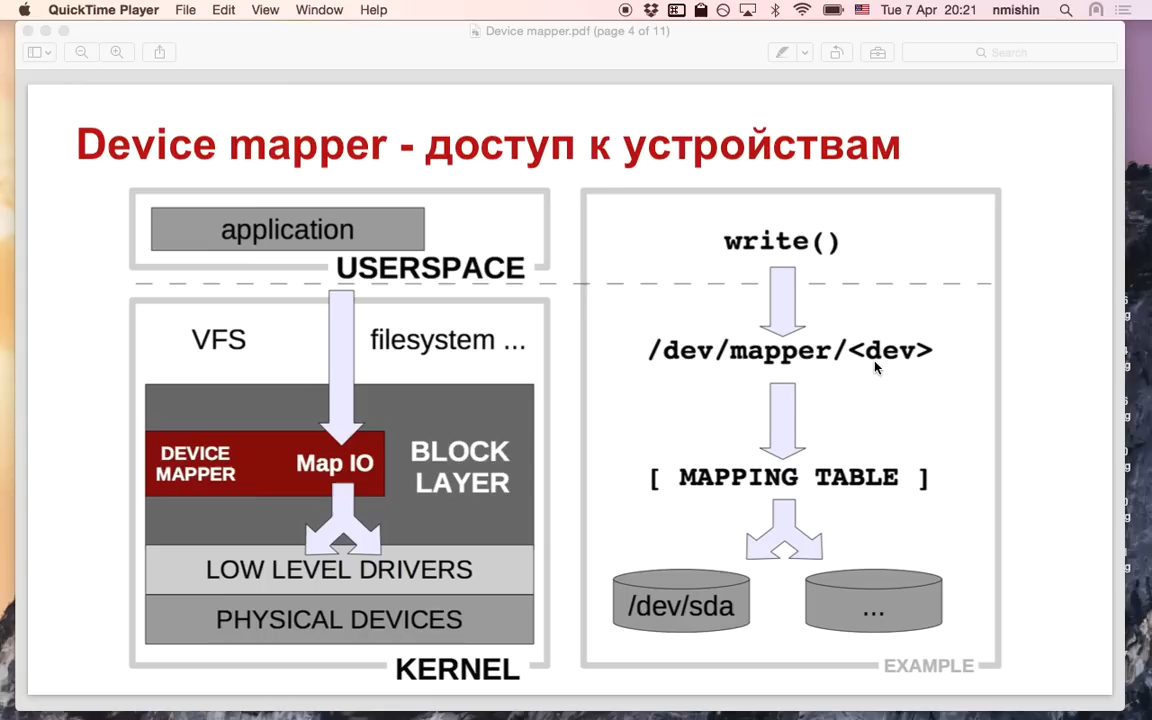 QuickTime Player File Edit View Window Help Tue 7 Apr 20:21 nmishin
Device mapper.pdf (page 4 of 11)
Search
Device mapper - доступ к устройствам
application
USERSPACE
VFS
filesystem ...
DEVICE
MAPPER
Map IO
BLOCK
LAYER
LOW LEVEL DRIVERS
PHYSICAL DEVICES
KERNEL
write()
/dev/mapper/<dev>
[ MAPPING TABLE ]
/dev/sda
...
EXAMPLE